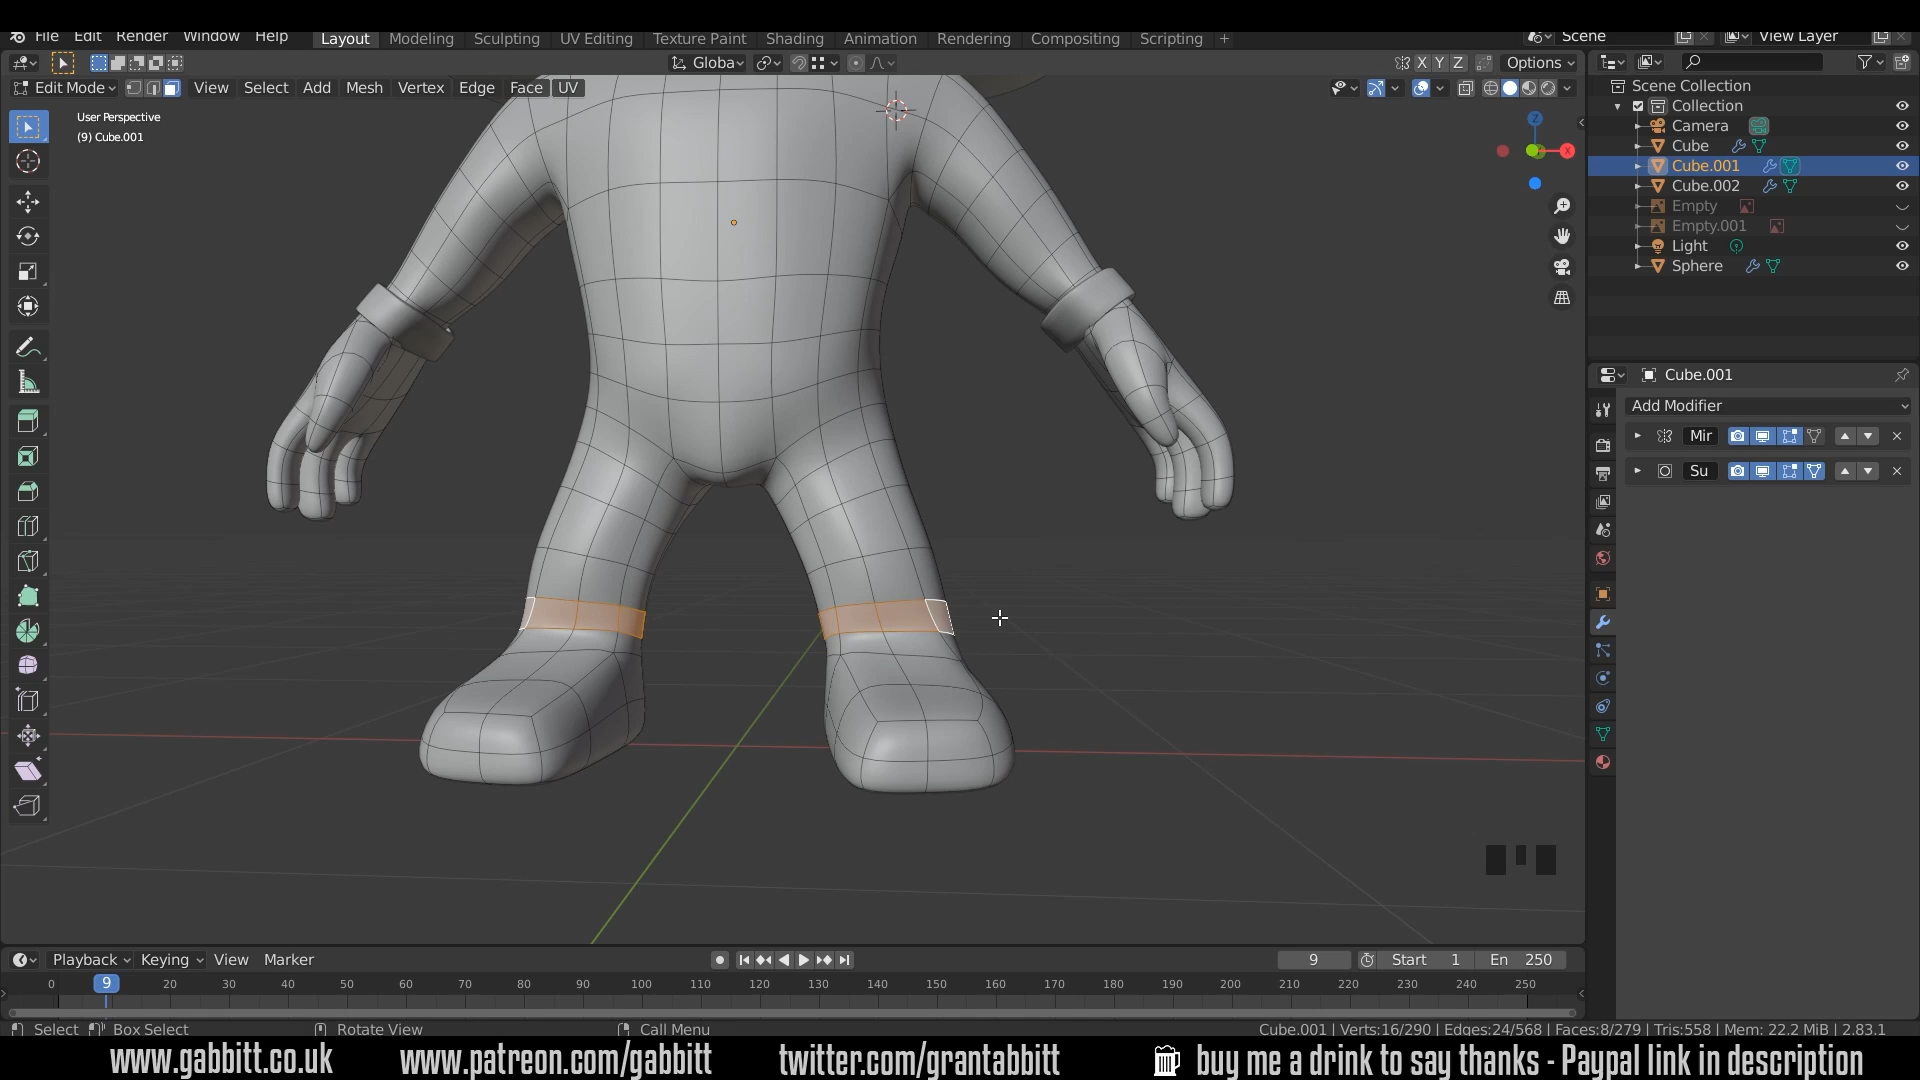 File Edit Render Window Help Layout Modeling Sculpting UV Editing Texture Paint Shading Animation Rendering Compositing Scripting + Scene View Layer
Globa X Y Z Options
Edit Mode View Select Add Mesh Vertex Edge Face UV
User Perspective
(9) Cube.001
Z
X
Scene Collection
Collection
Camera
Cube
Cube.001
Cube.002
Empty
Empty.001
Light
Sphere
Cube.001
Add Modifier
Mir
Su
Playback Keying View Marker 9 Start 1 En 250
0 9 20 30 40 50 60 70 80 90 100 110 120 130 140 150 160 170 180 190 200 210 220 230 240 250
Select Box Select Rotate View Call Menu Cube.001 | Verts:16/290 | Edges:24/568 | Faces:8/279 | Tris:558 | Mem: 22.2 MiB | 2.83.1
www.gabbitt.co.uk www.patreon.com/gabbitt twitter.com/grantabbitt buy me a drink to say thanks - Paypal link in description